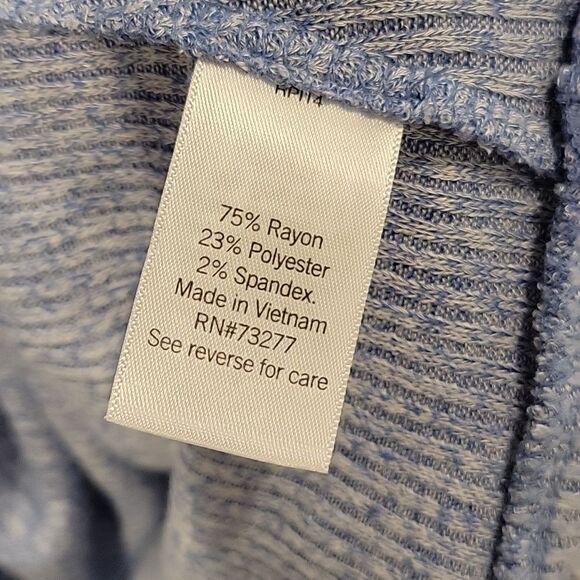 75% Rayon
23% Polyester
2% Spandex.
Made in Vietnam
RN#73277
See reverse for care